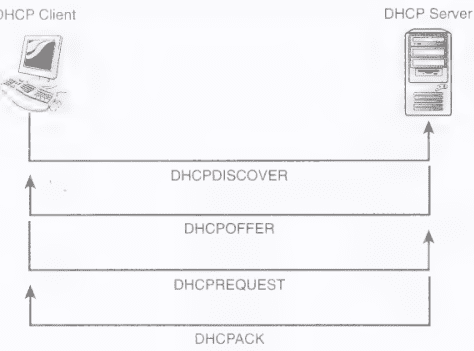 DHCP Client
DHCP Server
DHCPDISCOVER
DHCPOFFER
DHCPREQUEST
DHCPACK